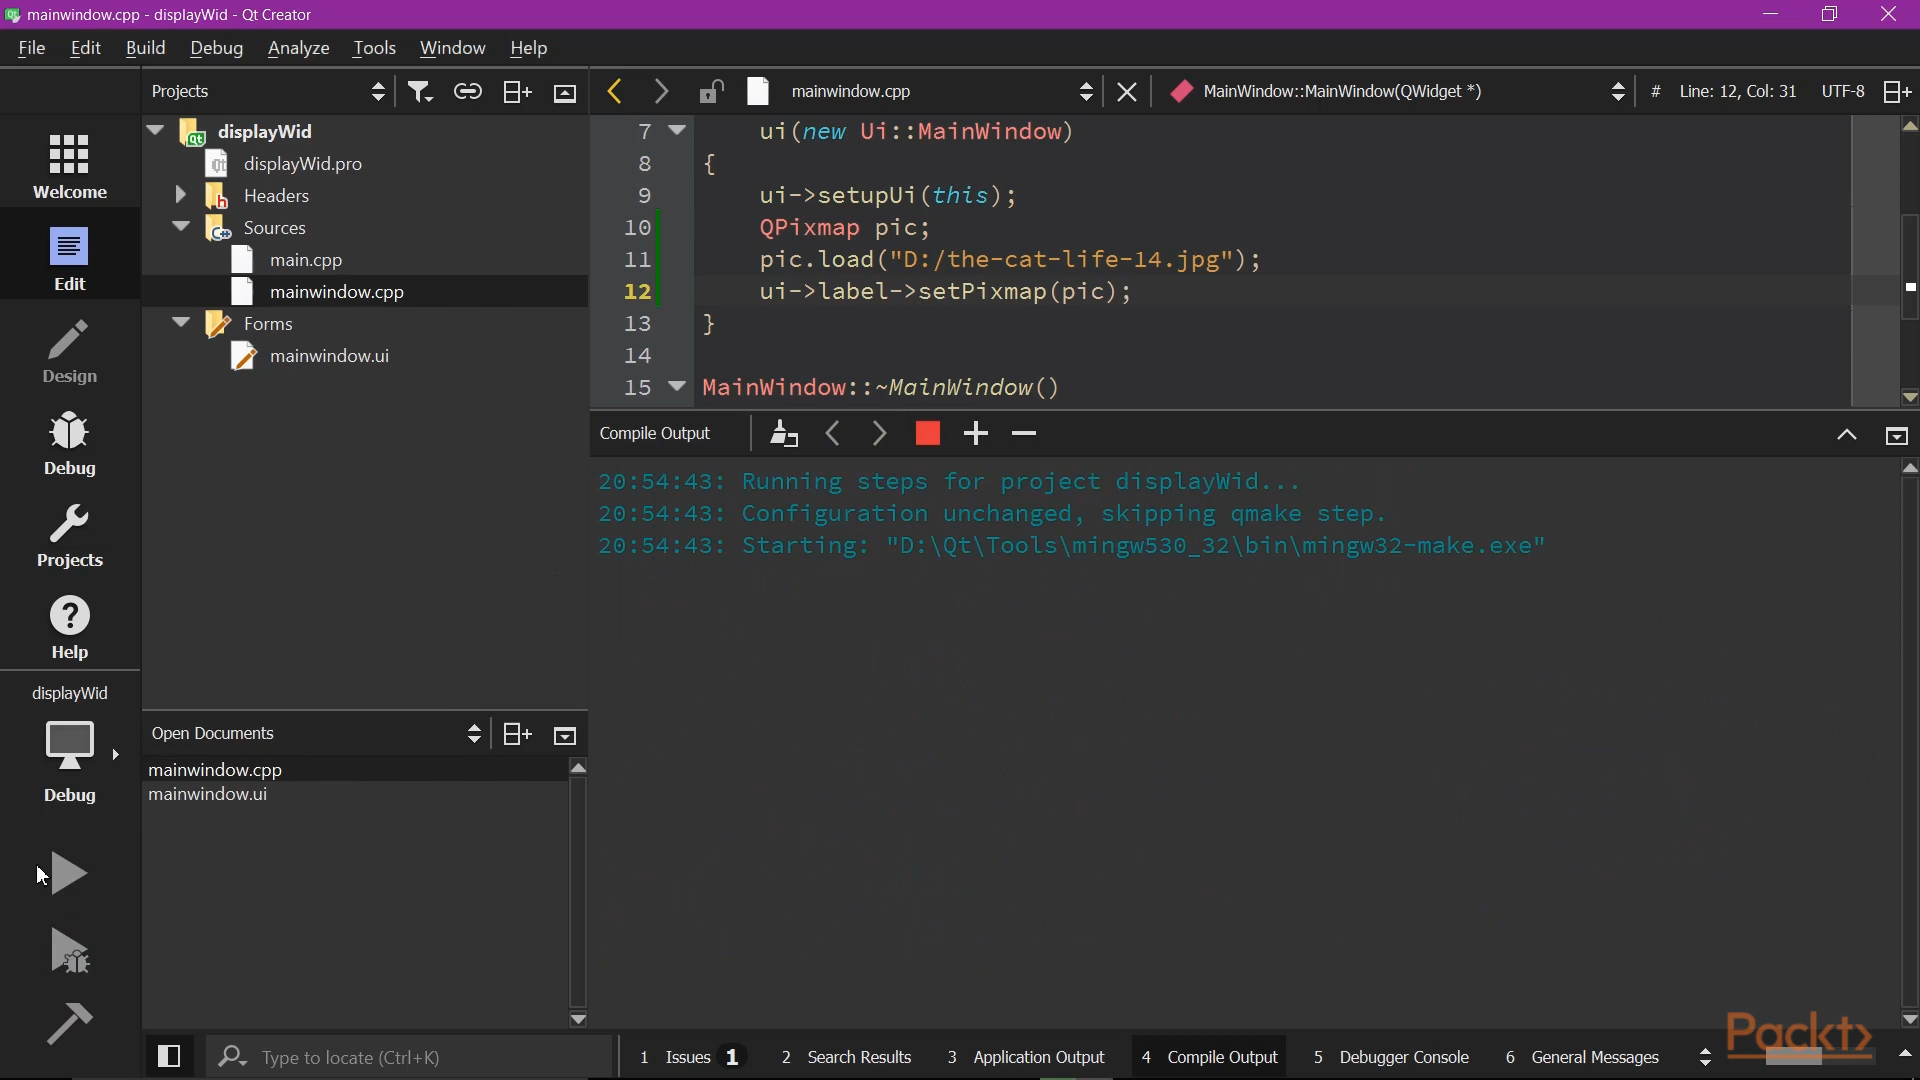 mainwindow.cpp - displayWid - Qt Creator
File Edit Build Debug Analyze Tools Window Help
Projects
mainwindow.cpp
MainWindow::MainWindow(QWidget *)
# Line: 12, Col: 31 UTF-8
Welcome
Edit
Design
Debug
Projects
Help
displayWid
Debug
displayWid
displayWid.pro
Headers
Sources
main.cpp
mainwindow.cpp
Forms
mainwindow.ui
Open Documents
mainwindow.cpp
mainwindow.ui
7 ui(new Ui::MainWindow)
8 {
9 ui->setupUi(this);
10 QPixmap pic;
11 pic.load("D:/the-cat-life-14.jpg");
12 ui->label->setPixmap(pic);
13 }
14
15 MainWindow::~MainWindow()
Compile Output
20:54:43: Running steps for project displayWid...
20:54:43: Configuration unchanged, skipping qmake step.
20:54:43: Starting: "D:\Qt\Tools\mingw530_32\bin\mingw32-make.exe"
Packt>
Type to locate (Ctrl+K)
1 Issues 1 2 Search Results 3 Application Output 4 Compile Output 5 Debugger Console 6 General Messages